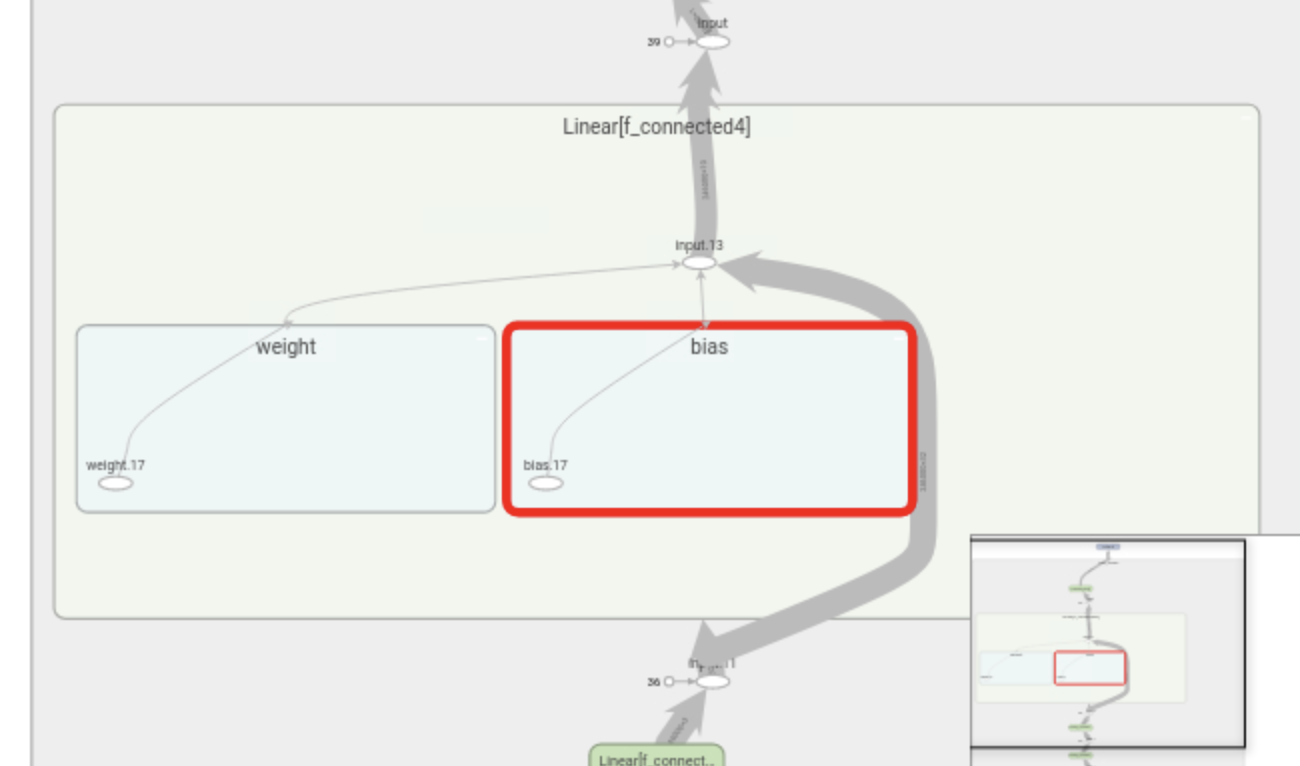 input
39
Linear[f_connected4]
input.13
weight
bias
weight.17
bias.17
36
Linear[f_connect...